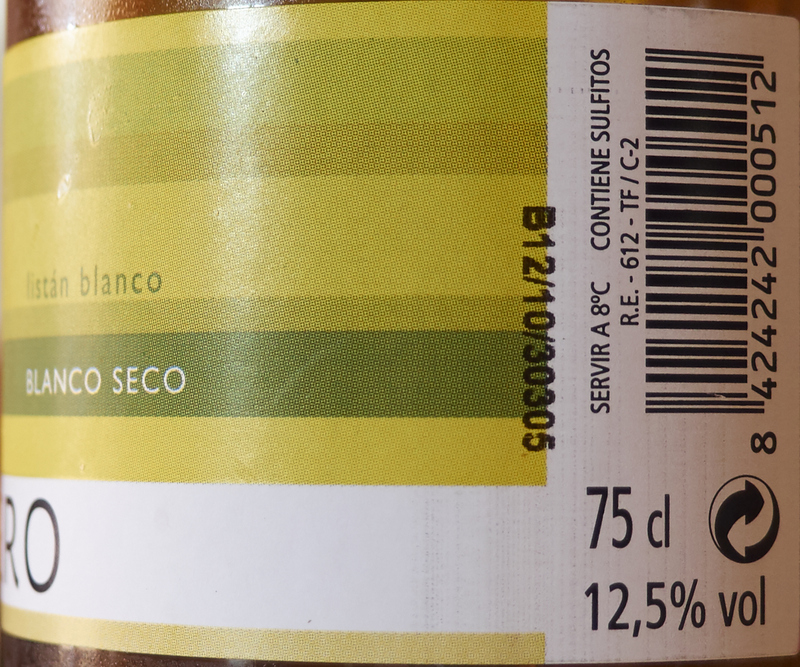 listán blanco
BLANCO SECO
RO
B12/10/30305
SERVIR A 8ºC CONTIENE SULFITOS
R.E. - 612 - TF / C-2
8 424242 000512
75 cl
12,5% vol